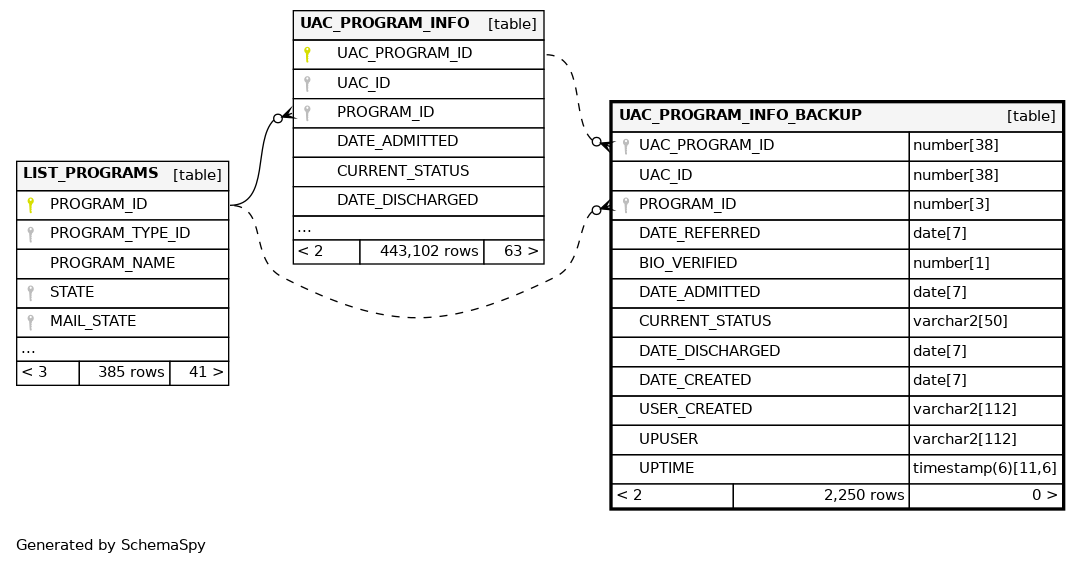 UAC_PROGRAM_INFO [table]
UAC_PROGRAM_ID
UAC_ID
PROGRAM_ID
DATE_ADMITTED
CURRENT_STATUS
DATE_DISCHARGED
...
< 2 443,102 rows 63 >
UAC_PROGRAM_INFO_BACKUP [table]
UAC_PROGRAM_ID number[38]
UAC_ID number[38]
PROGRAM_ID number[3]
DATE_REFERRED date[7]
BIO_VERIFIED number[1]
DATE_ADMITTED date[7]
CURRENT_STATUS varchar2[50]
DATE_DISCHARGED date[7]
DATE_CREATED date[7]
USER_CREATED varchar2[112]
UPUSER varchar2[112]
UPTIME timestamp(6)[11,6]
< 2 2,250 rows 0 >
LIST_PROGRAMS [table]
PROGRAM_ID
PROGRAM_TYPE_ID
PROGRAM_NAME
STATE
MAIL_STATE
...
< 3 385 rows 41 >
Generated by SchemaSpy